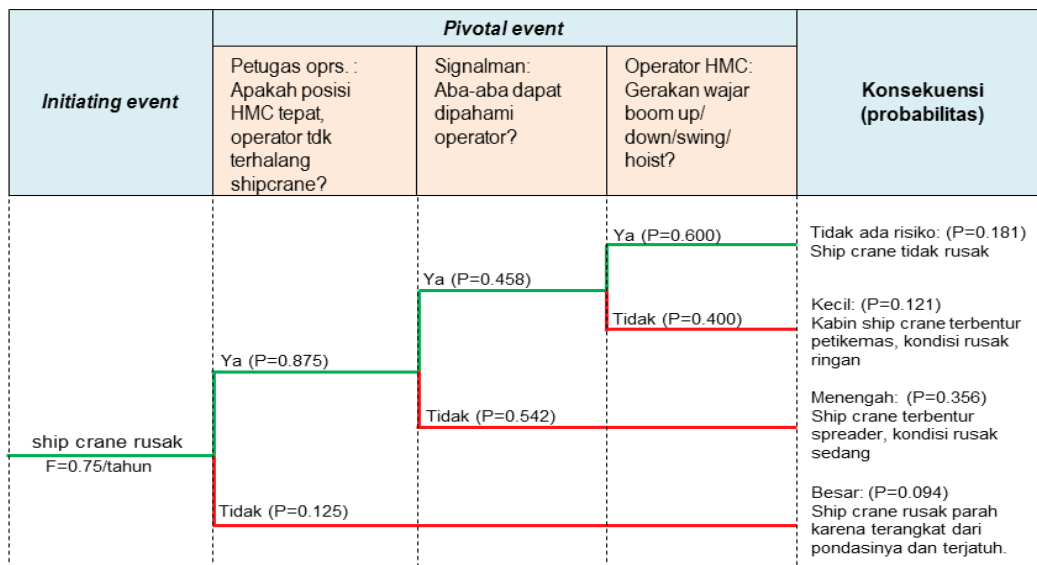 Initiating event
Pivotal event
Petugas oprs. :
Apakah posisi
HMC tepat,
operator tdk
terhalang
shipcrane?
Signalman:
Aba-aba dapat
dipahami
operator?
Operator HMC:
Gerakan wajar
boom up/
down/swing/
hoist?
Konsekuensi
(probabilitas)
ship crane rusak
F=0.75/tahun
Ya (P=0.875)
Tidak (P=0.125)
Ya (P=0.458)
Tidak (P=0.542)
Ya (P=0.600)
Tidak (P=0.400)
Tidak ada risiko: (P=0.181)
Ship crane tidak rusak
Kecil: (P=0.121)
Kabin ship crane terbentur
petikemas, kondisi rusak
ringan
Menengah: (P=0.356)
Ship crane terbentur
spreader, kondisi rusak
sedang
Besar: (P=0.094)
Ship crane rusak parah
karena terangkat dari
pondasinya dan terjatuh.